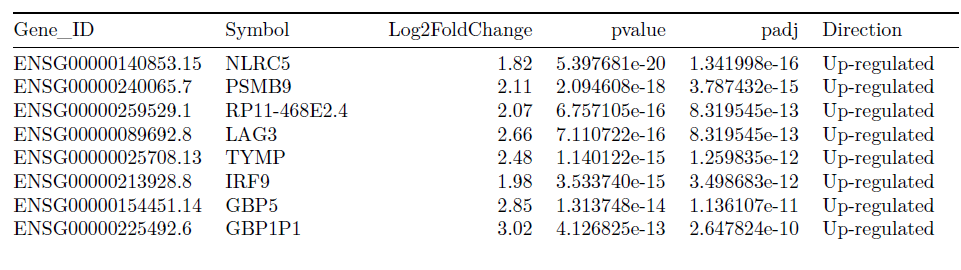 Gene_ID Symbol Log2FoldChange pvalue padj Direction
ENSG00000140853.15 NLRC5 1.82 5.397681e-20 1.341998e-16 Up-regulated
ENSG00000240065.7 PSMB9 2.11 2.094608e-18 3.787432e-15 Up-regulated
ENSG00000259529.1 RP11-468E2.4 2.07 6.757105e-16 8.319545e-13 Up-regulated
ENSG00000089692.8 LAG3 2.66 7.110722e-16 8.319545e-13 Up-regulated
ENSG00000025708.13 TYMP 2.48 1.140122e-15 1.259835e-12 Up-regulated
ENSG00000213928.8 IRF9 1.98 3.533740e-15 3.498683e-12 Up-regulated
ENSG00000154451.14 GBP5 2.85 1.313748e-14 1.136107e-11 Up-regulated
ENSG00000225492.6 GBP1P1 3.02 4.126825e-13 2.647824e-10 Up-regulated